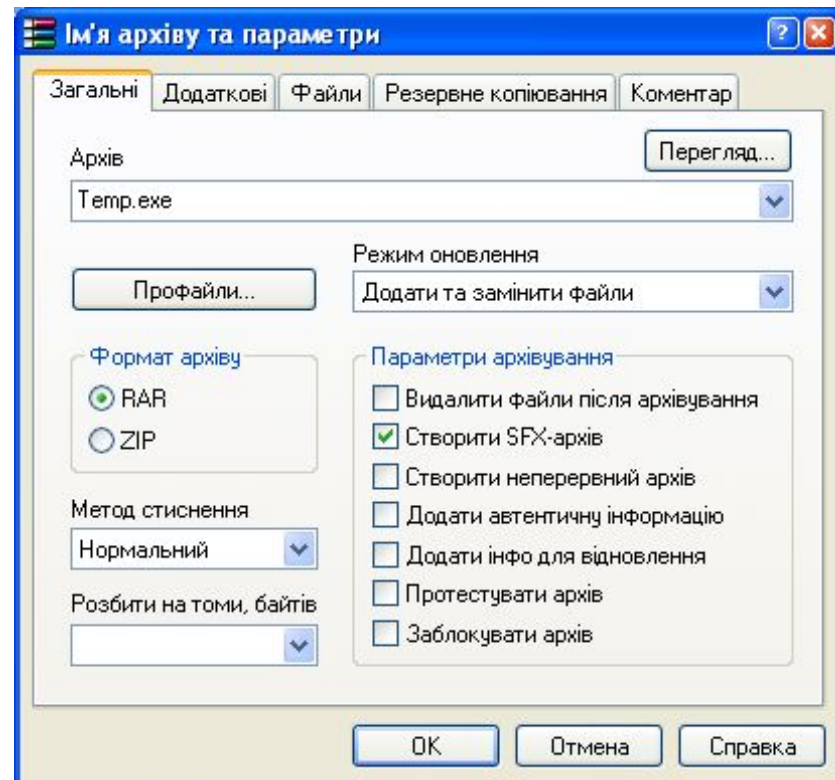 Ім'я архіву та параметри
Загальні Додаткові Файли Резервне копіювання Коментар
Архів
Перегляд...
Temp.exe
Профайли...
Режим оновлення
Додати та замінити файли
Формат архіву
RAR
ZIP
Метод стиснення
Нормальний
Розбити на томи, байтів
Параметри архівування
Видалити файли після архівування
Створити SFX-архів
Створити неперервний архів
Додати автентичну інформацію
Додати інфо для відновлення
Протестувати архів
Заблокувати архів
OK Отмена Справка